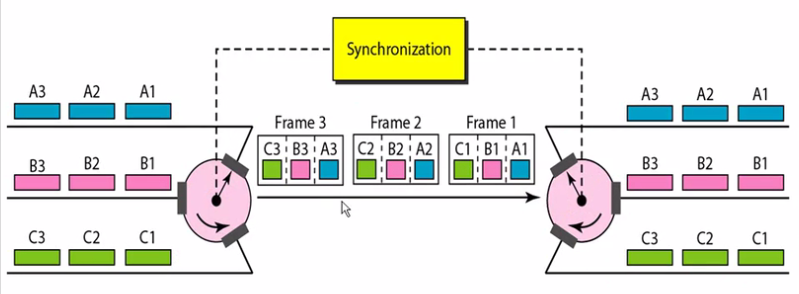 Synchronization
A3 A2 A1
A3 A2 A1
Frame 3 Frame 2 Frame 1
C3 B3 A3 C2 B2 A2 C1 B1 A1
B3 B2 B1
B3 B2 B1
C3 C2 C1
C3 C2 C1